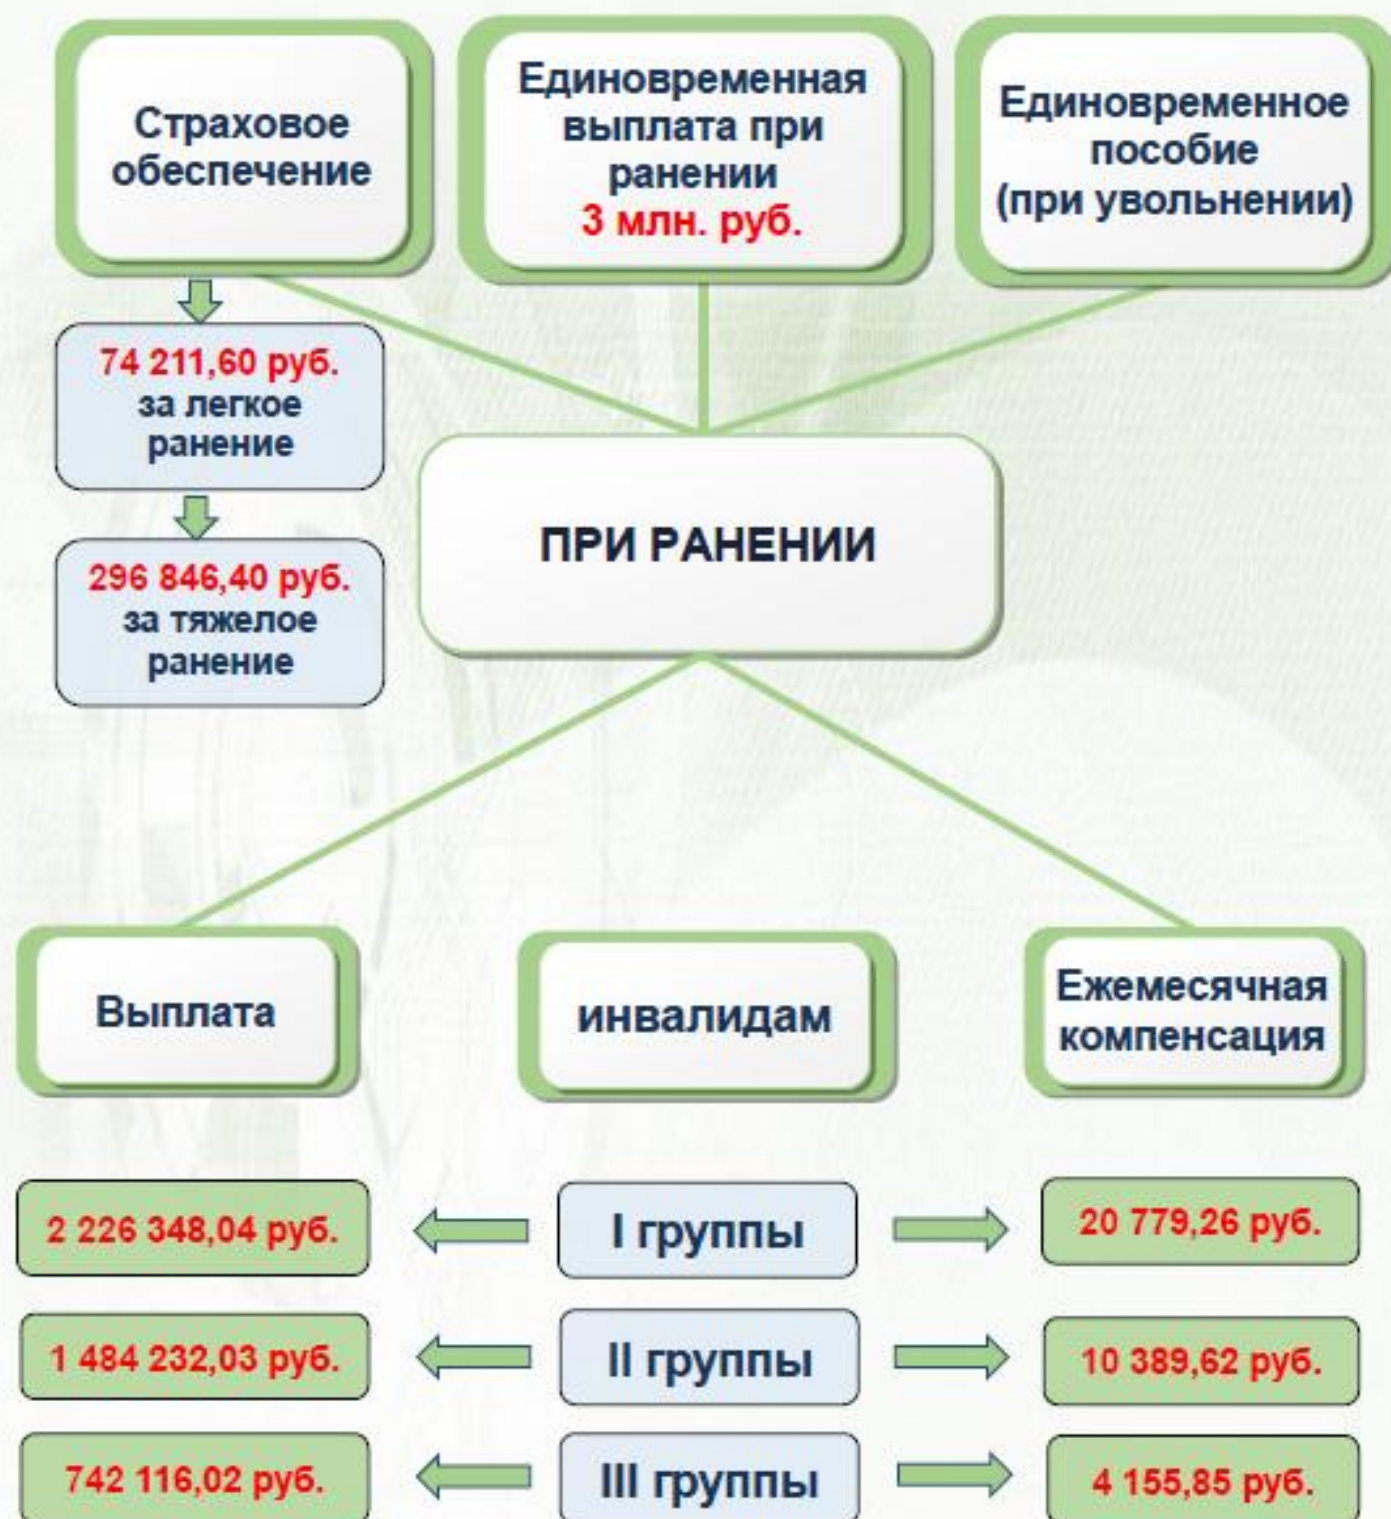 Страховое
обеспечение
Единовременная
выплата при
ранении
3 млн. руб.
Единовременное
пособие
(при увольнении)
74 211,60 руб.
за легкое
ранение
296 846,40 руб.
за тяжелое
ранение
ПРИ РАНЕНИИ
Выплата
инвалидам
Ежемесячная
компенсация
2 226 348,04 руб.
I группы
20 779,26 руб.
1 484 232,03 руб.
II группы
10 389,62 руб.
742 116,02 руб.
III группы
4 155,85 руб.